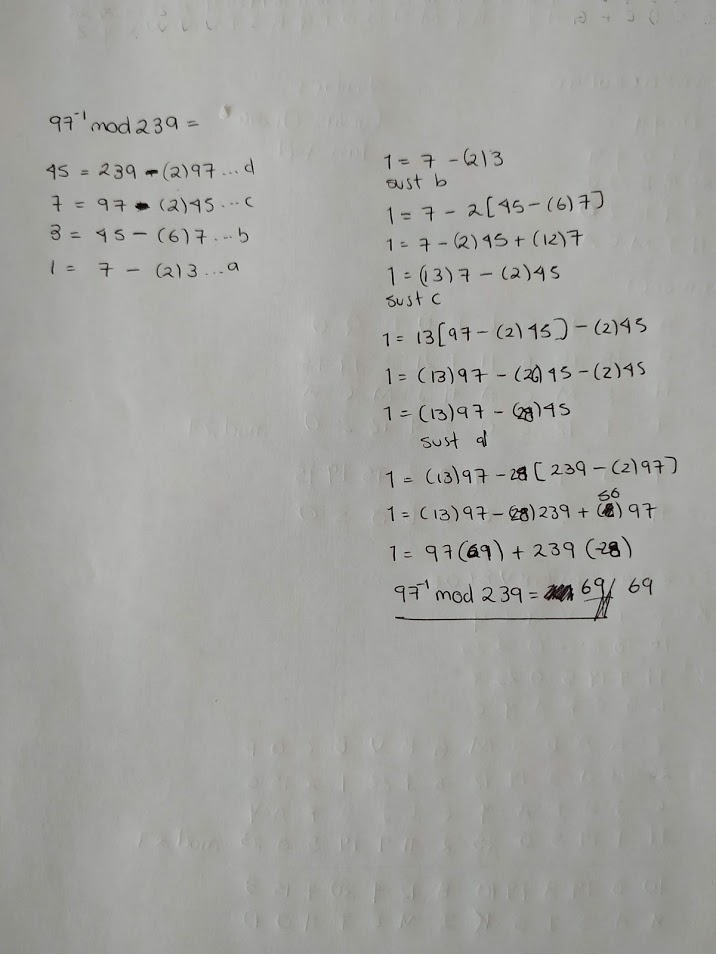 97⁻¹ mod 239 =
45 = 239 - (2)97 ... d
7 = 97 - (2)45 ... c
3 = 45 - (6)7 ... b
1 = 7 - (2)3 ... a
1 = 7 - (2)3
sust b
1 = 7 - 2[45 - (6)7]
1 = 7 - (2)45 + (12)7
1 = (13)7 - (2)45
sust c
1 = 13[97 - (2)45] - (2)45
1 = (13)97 - (26)45 - (2)45
1 = (13)97 - (28)45
sust d
1 = (13)97 - 28[239 - (2)97]
56
1 = (13)97 - (28)239 + ( ) 97
1 = 97(69) + 239(-28)
97⁻¹ mod 239 = 69 // 69